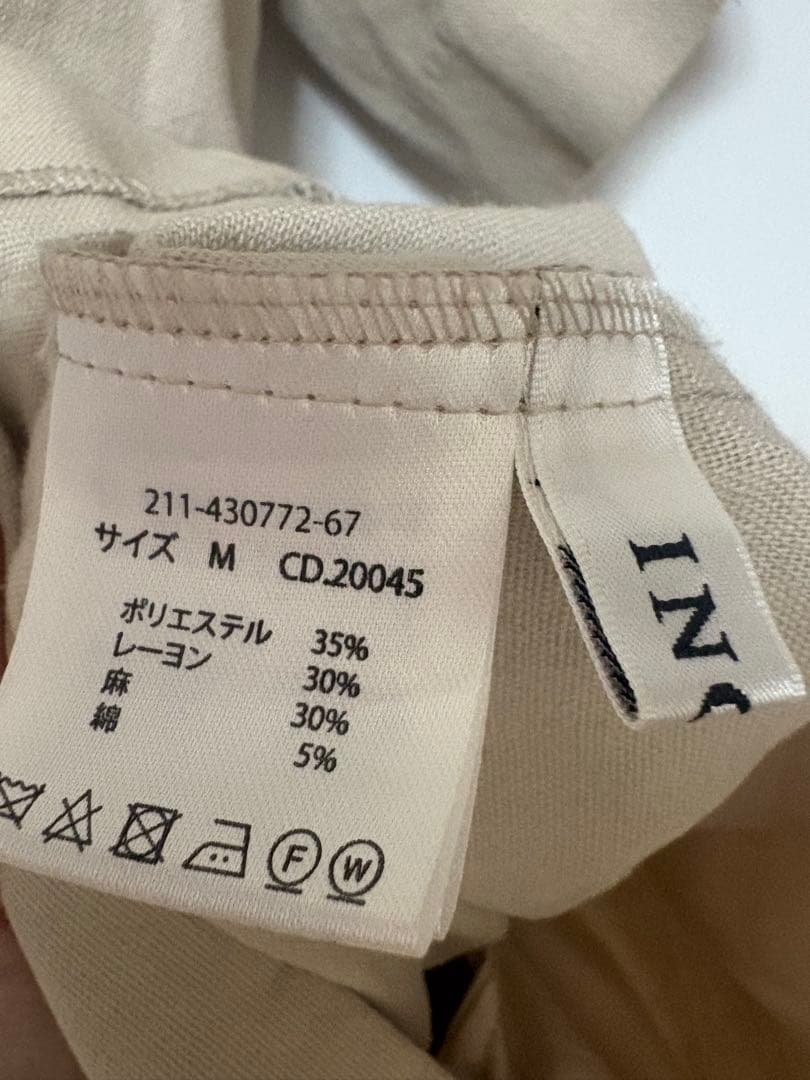 211-430772-67
サイズ M CD.20045
ポリエステル 35%
レーヨン 30%
麻 30%
綿 5%
F W
IN